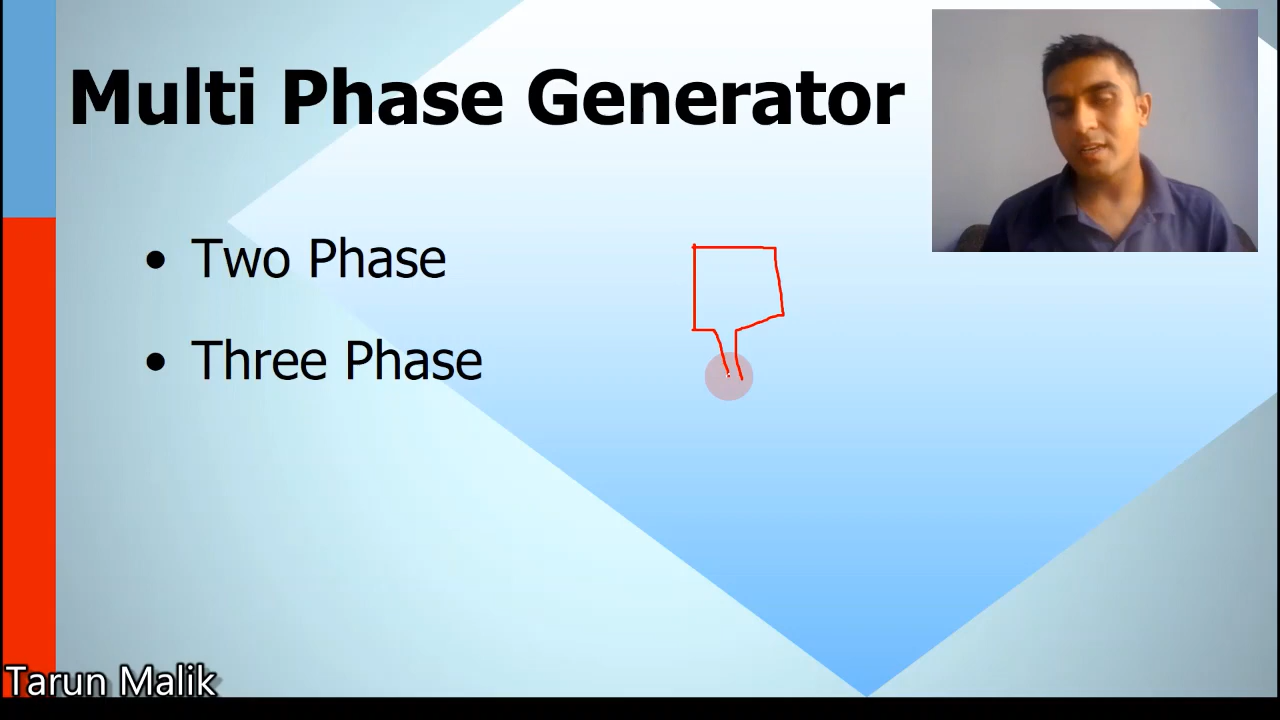 Multi Phase Generator
• Two Phase
• Three Phase
Tarun Malik